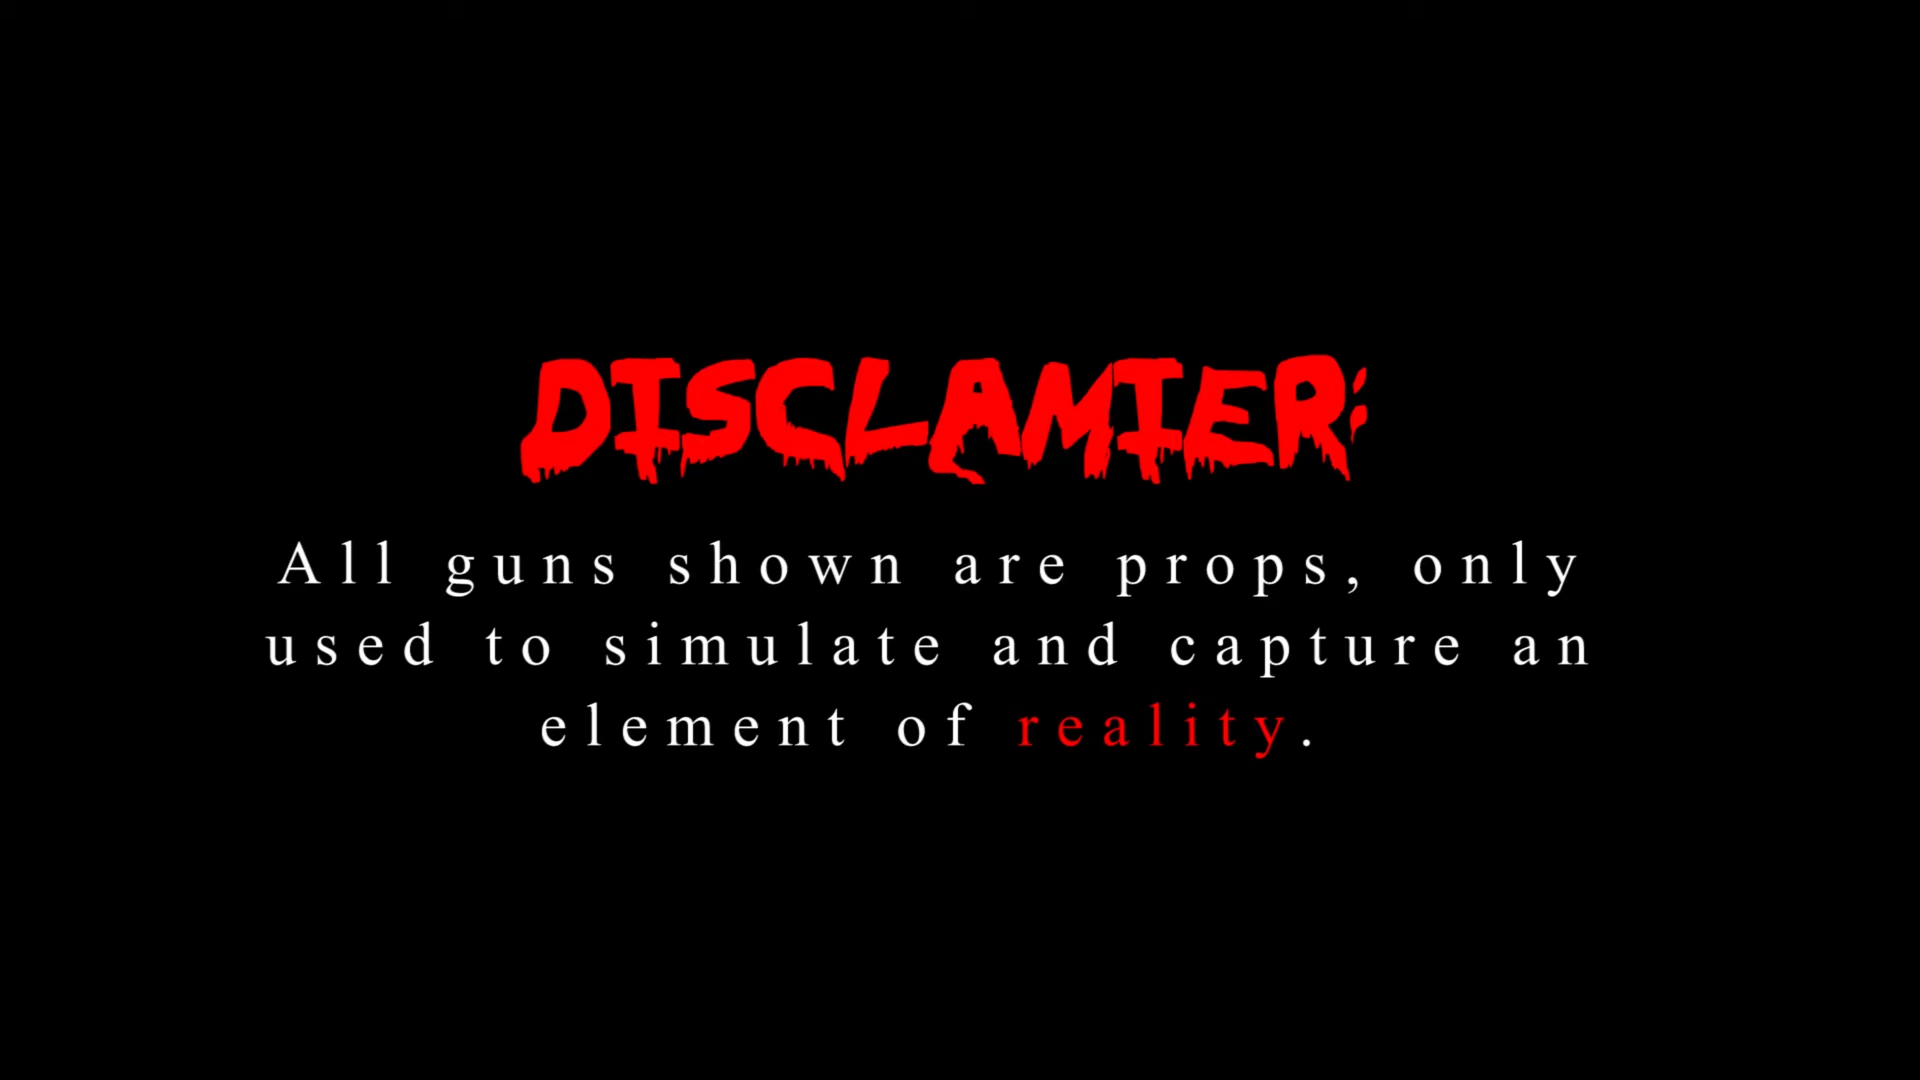 DISCLAMIER:
All guns shown are props, only
used to simulate and capture an
element of reality.